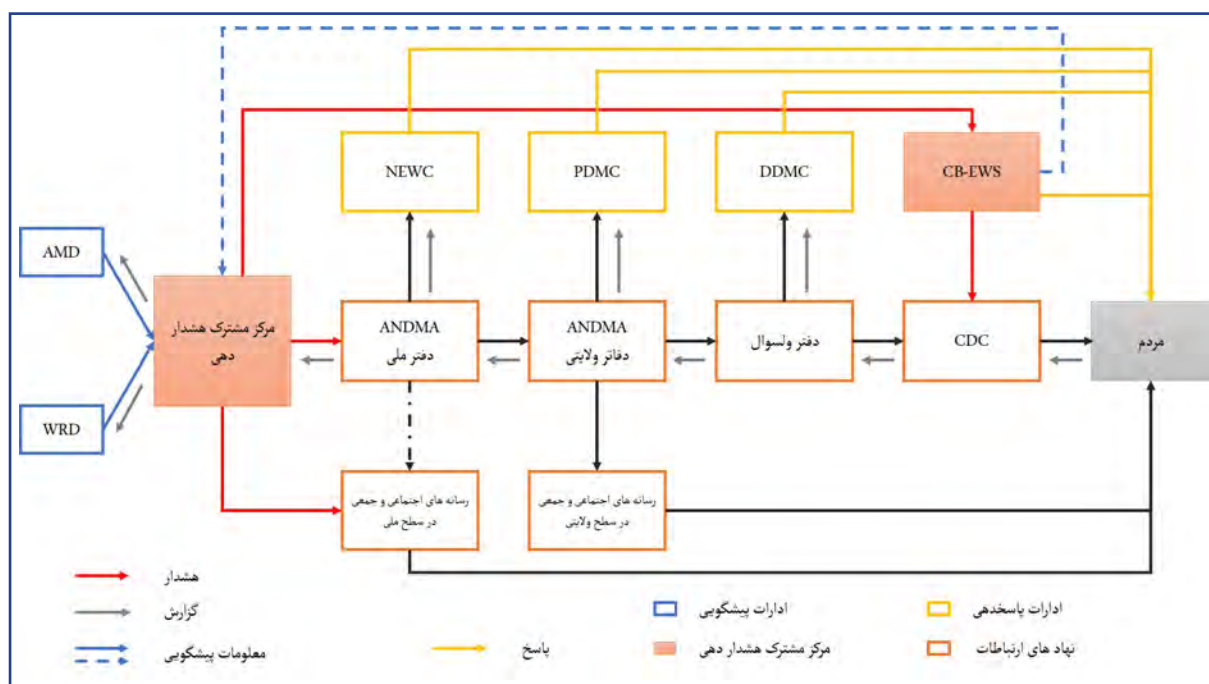 NEWC
PDMC
DDMC
CB-EWS
AMD
WRD
مرکز مشترک هشدار
دهی
ANDMA
دفتر ملی
ANDMA
دفاتر ولایتی
دفتر ولسوال
CDC
مردم
رسانه های اجتماعی و جمعی
در سطح ملی
رسانه های اجتماعی و جمعی
در سطح ولایتی
هشدار
گزارش
معلومات پیشگویی
پاسخ
ادارات پیشگویی
مرکز مشترک هشدار دهی
ادارات پاسخدهی
نهاد های ارتباطات